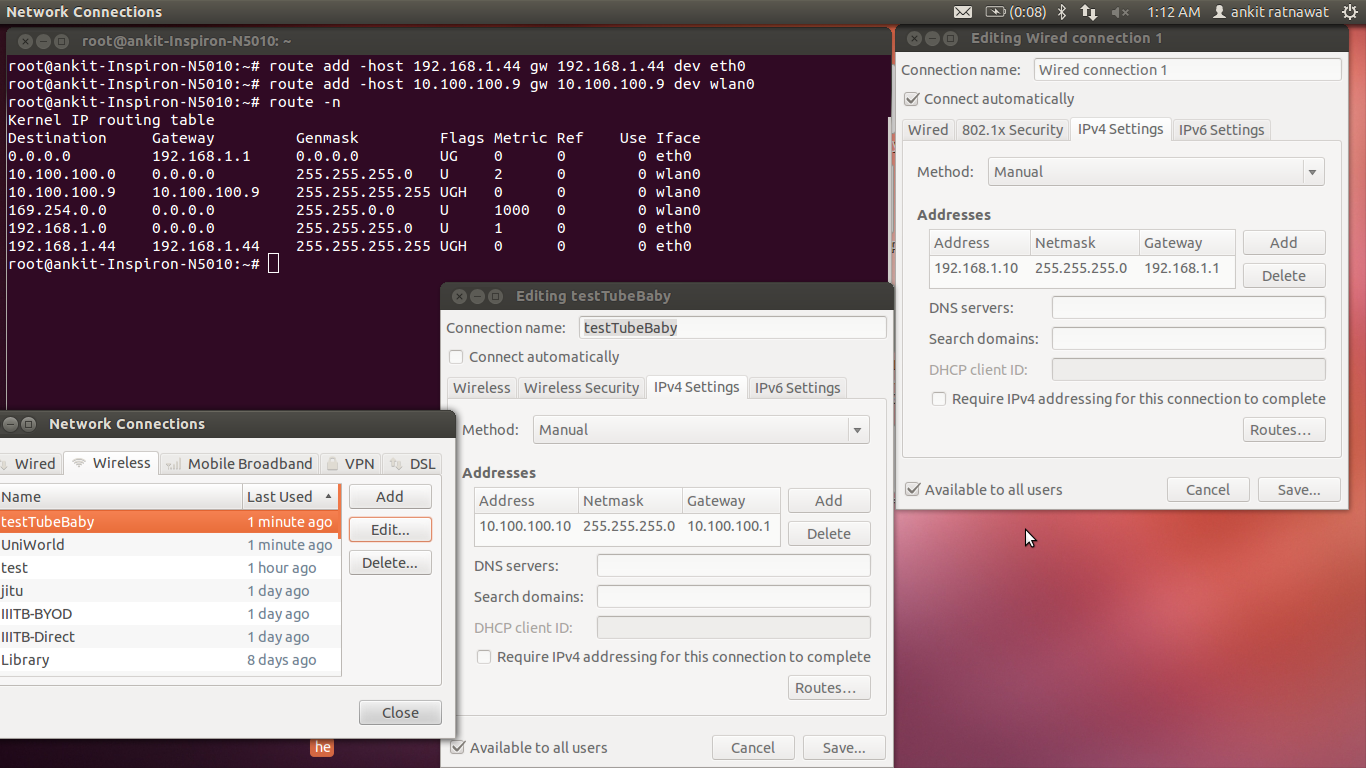 Network Connections
(0:08)
1:12 AM
ankit ratnawat
root@ankit-Inspiron-N5010: ~
root@ankit-Inspiron-N5010:~# route add -host 192.168.1.44 gw 192.168.1.44 dev eth0
root@ankit-Inspiron-N5010:~# route add -host 10.100.100.9 gw 10.100.100.9 dev wlan0
root@ankit-Inspiron-N5010:~# route -n
Kernel IP routing table
Destination Gateway Genmask Flags Metric Ref Use Iface
0.0.0.0 192.168.1.1 0.0.0.0 UG 0 0 0 eth0
10.100.100.0 0.0.0.0 255.255.255.0 U 2 0 0 wlan0
10.100.100.9 10.100.100.9 255.255.255.255 UGH 0 0 0 wlan0
169.254.0.0 0.0.0.0 255.255.0.0 U 1000 0 0 wlan0
192.168.1.0 0.0.0.0 255.255.255.0 U 1 0 0 eth0
192.168.1.44 192.168.1.44 255.255.255.255 UGH 0 0 0 eth0
root@ankit-Inspiron-N5010:~#
Editing Wired connection 1
Connection name: Wired connection 1
Connect automatically
Wired 802.1x Security IPv4 Settings IPv6 Settings
Method: Manual
Addresses
Address Netmask Gateway Add
192.168.1.10 255.255.255.0 192.168.1.1
Delete
DNS servers:
Search domains:
DHCP client ID:
Require IPv4 addressing for this connection to complete
Routes…
Available to all users Cancel Save...
Editing testTubeBaby
Connection name: testTubeBaby
Connect automatically
Wireless Wireless Security IPv4 Settings IPv6 Settings
Method: Manual
Addresses
Address Netmask Gateway Add
10.100.100.10 255.255.255.0 10.100.100.1
Delete
DNS servers:
Search domains:
DHCP client ID:
Require IPv4 addressing for this connection to complete
Routes…
Available to all users Cancel Save...
Network Connections
Wired Wireless Mobile Broadband VPN DSL
Name Last Used Add
testTubeBaby 1 minute ago
Edit...
UniWorld 1 minute ago
test 1 hour ago
Delete...
jitu 1 day ago
IIITB-BYOD 1 day ago
IIITB-Direct 1 day ago
Library 8 days ago
Close
he